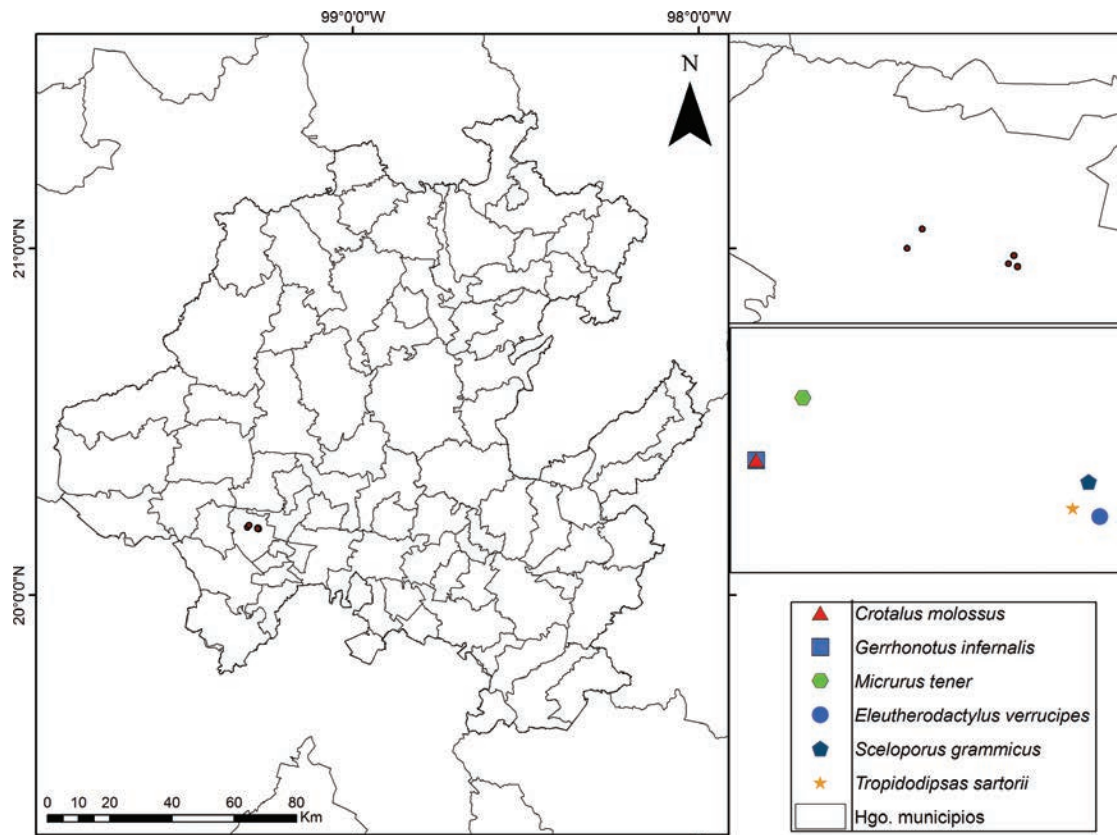 99°0'0"W
98°0'0"W
N
21°0'0"N
20°0'0"N
0 5 10 20 40 60 80
Km
Crotalus molossus
Gerrhonotus infernalis
Micrurus tener
Eleutherodactylus verrucipes
Sceloporus grammicus
Tropidodipsas sartorii
Hgo. municipios